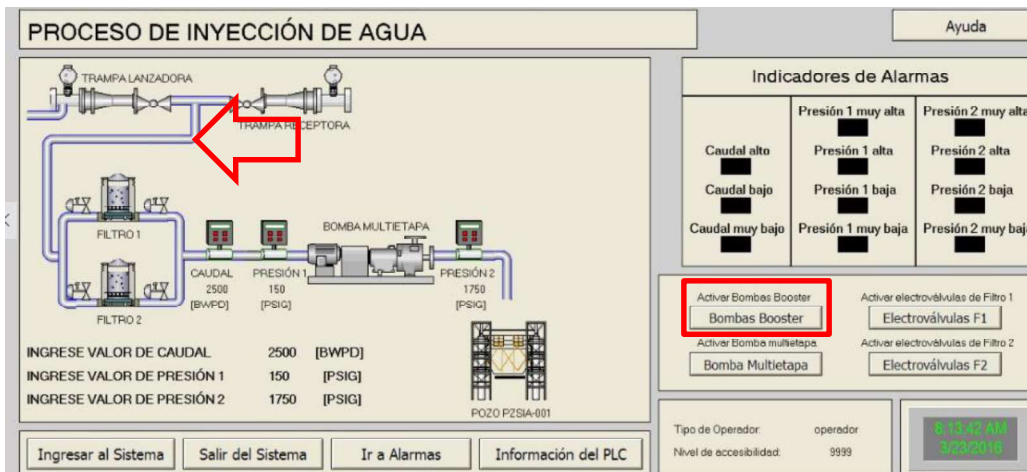 PROCESO DE INYECCIÓN DE AGUA
Ayuda
TRAMPA LANZADORA
TRAMPA RECEPTORA
FILTRO 1
FILTRO 2
CAUDAL
2500
[BWPD]
PRESIÓN 1
150
[PSIG]
BOMBA MULTIETAPA
PRESIÓN 2
1750
[PSIG]
POZO PZSIA-001
INGRESE VALOR DE CAUDAL 2500 [BWPD]
INGRESE VALOR DE PRESIÓN 1 150 [PSIG]
INGRESE VALOR DE PRESIÓN 2 1750 [PSIG]
Indicadores de Alarmas
Presión 1 muy alta Presión 2 muy alta
Caudal alto Presión 1 alta Presión 2 alta
Caudal bajo Presión 1 baja Presión 2 baja
Caudal muy bajo Presión 1 muy baja Presión 2 muy baja
Activar Bombas Booster Activar electroválvulas de Filtro 1
Bombas Booster Electroválvulas F1
Activar Bomba multietapa Activar electroválvulas de Filtro 2
Bomba Multietapa Electroválvulas F2
Ingresar al Sistema Salir del Sistema Ir a Alarmas Información del PLC
Tipo de Operador: operador
Nivel de accesibilidad: 9999
8:13:42 AM
3/23/2016